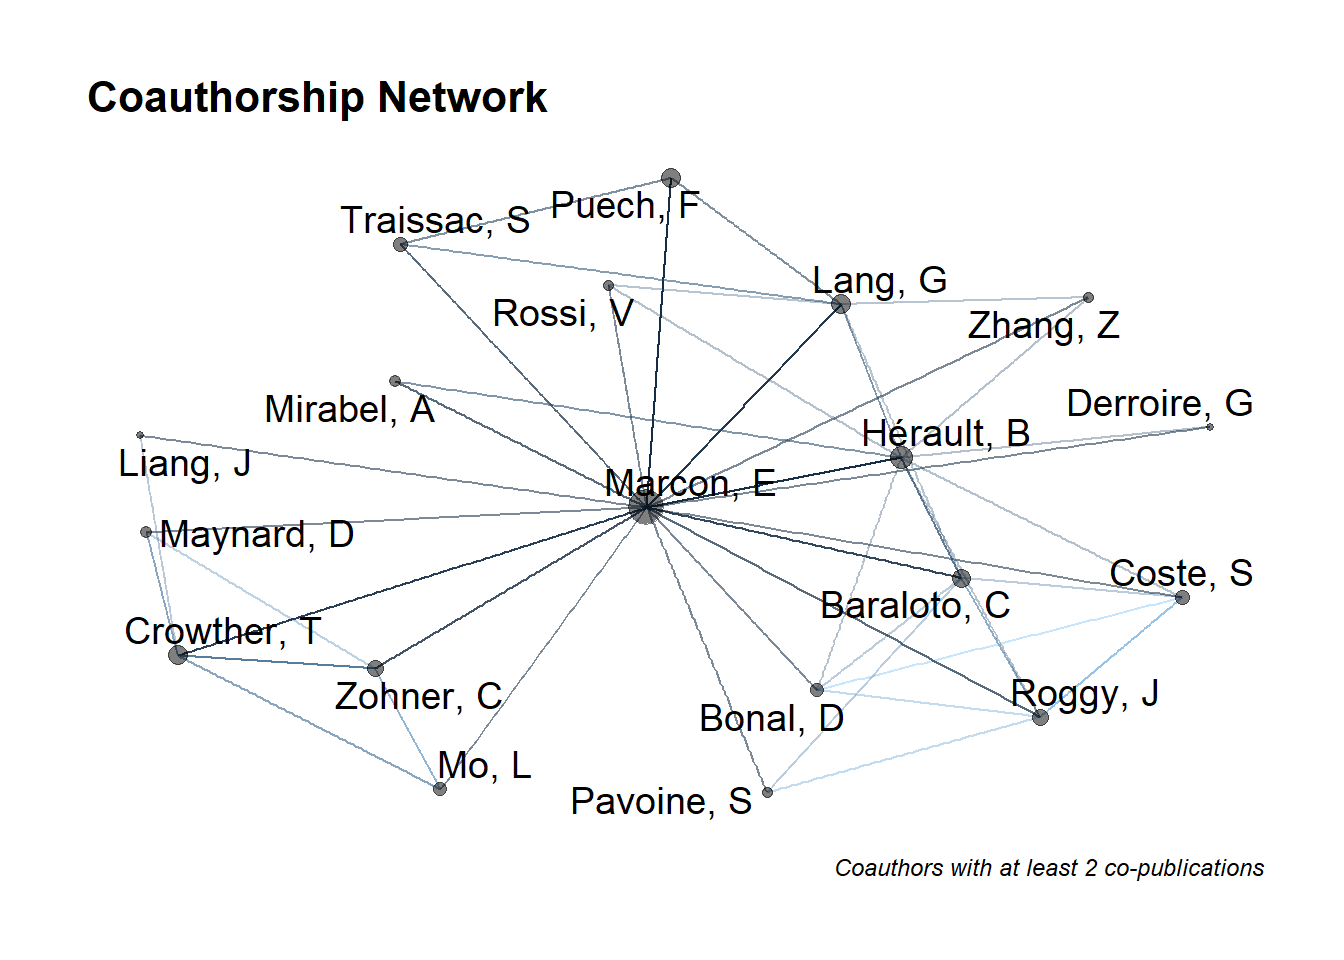 Coauthorship Network
Puech, F
Traissac, S
Lang, G
Rossi, V
Zhang, Z
Mirabel, A
Derroire, G
Hérault, B
Liang, J
Marcon, E
Maynard, D
Coste, S
Baraloto, C
Crowther, T
Zohner, C
Roggy, J
Bonal, D
Mo, L
Pavoine, S
Coauthors with at least 2 co-publications